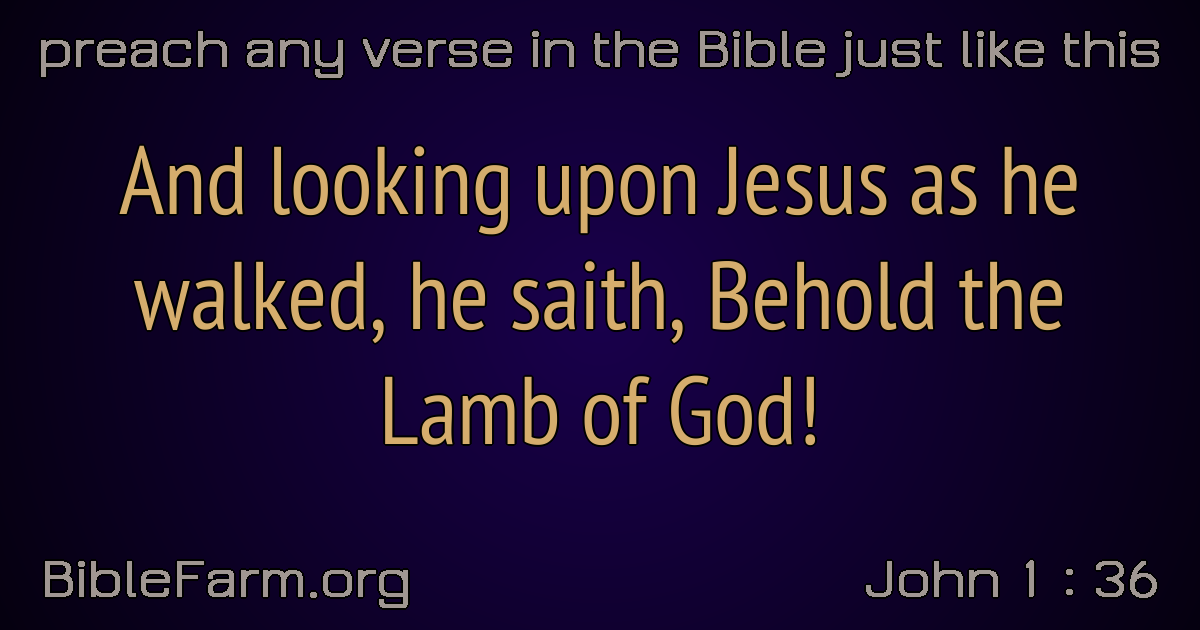 preach any verse in the Bible just like this
And looking upon Jesus as he
walked, he saith, Behold the
Lamb of God!
BibleFarm.org
John 1 : 36